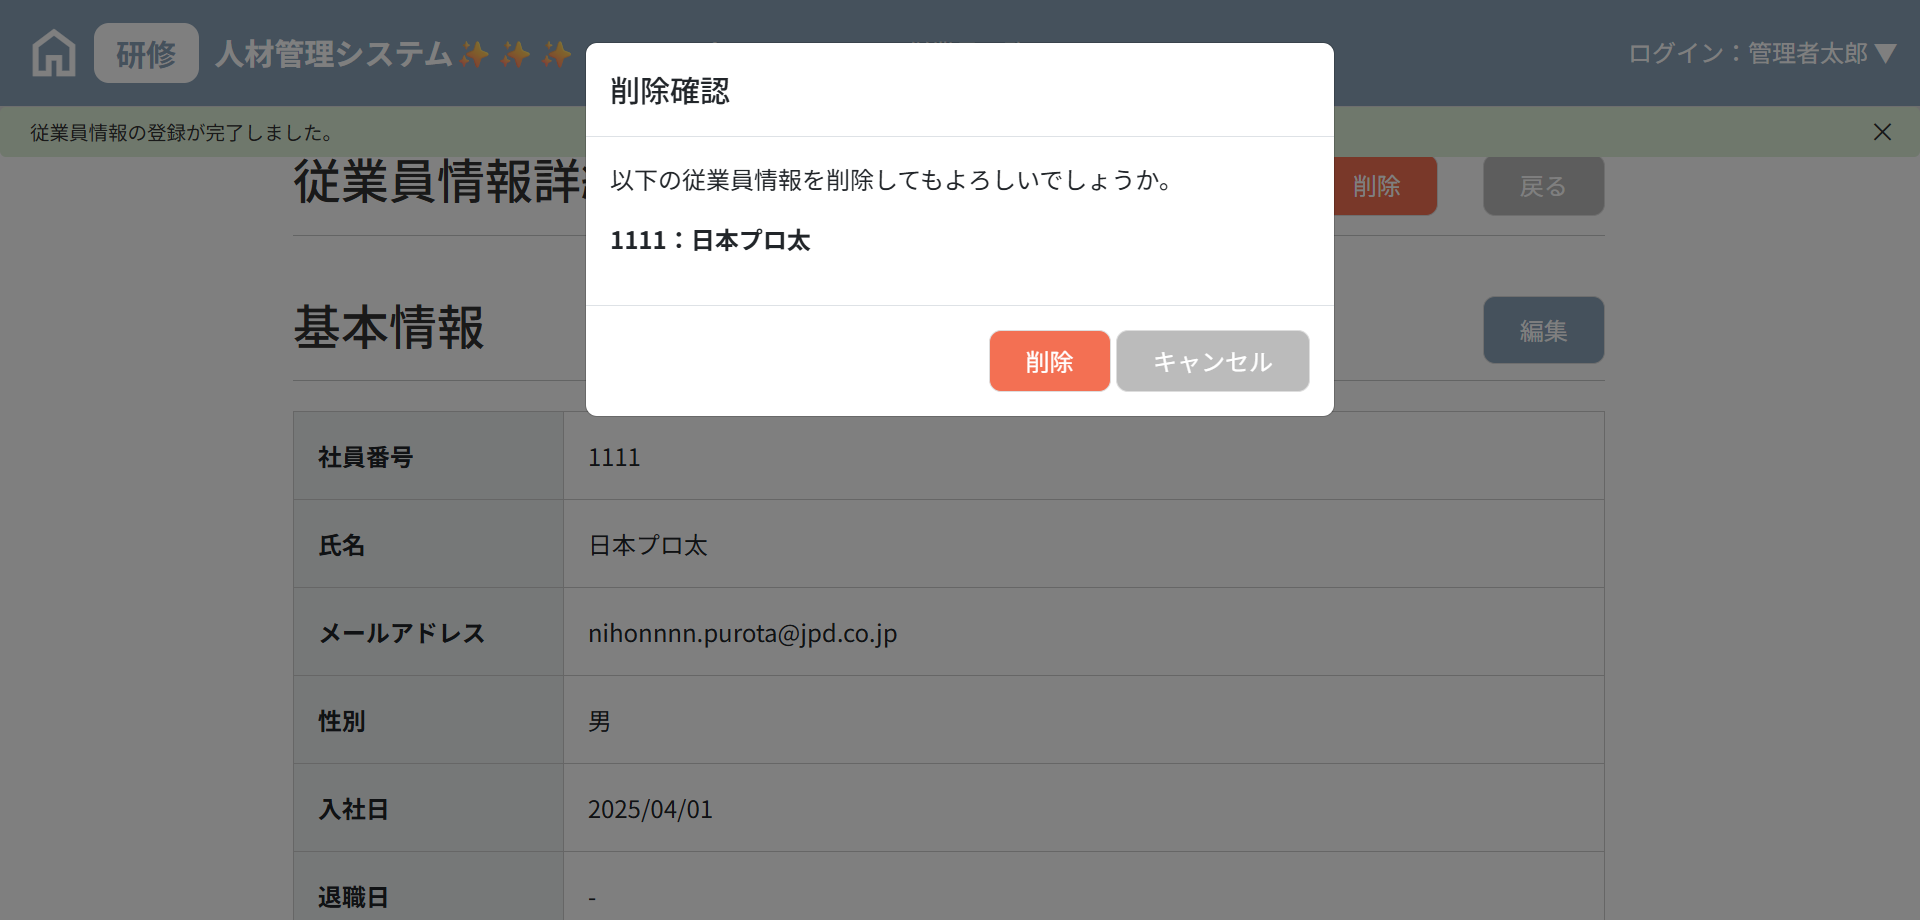 研修 人材管理システム✨✨✨
ログイン：管理者太郎▼
従業員情報の登録が完了しました。
従業員情報詳
削除
戻る
削除確認
以下の従業員情報を削除してもよろしいでしょうか。
1111：日本プロ太
削除 キャンセル
基本情報
編集
社員番号 1111
氏名 日本プロ太
メールアドレス nihonnnn.purota@jpd.co.jp
性別 男
入社日 2025/04/01
退職日 -